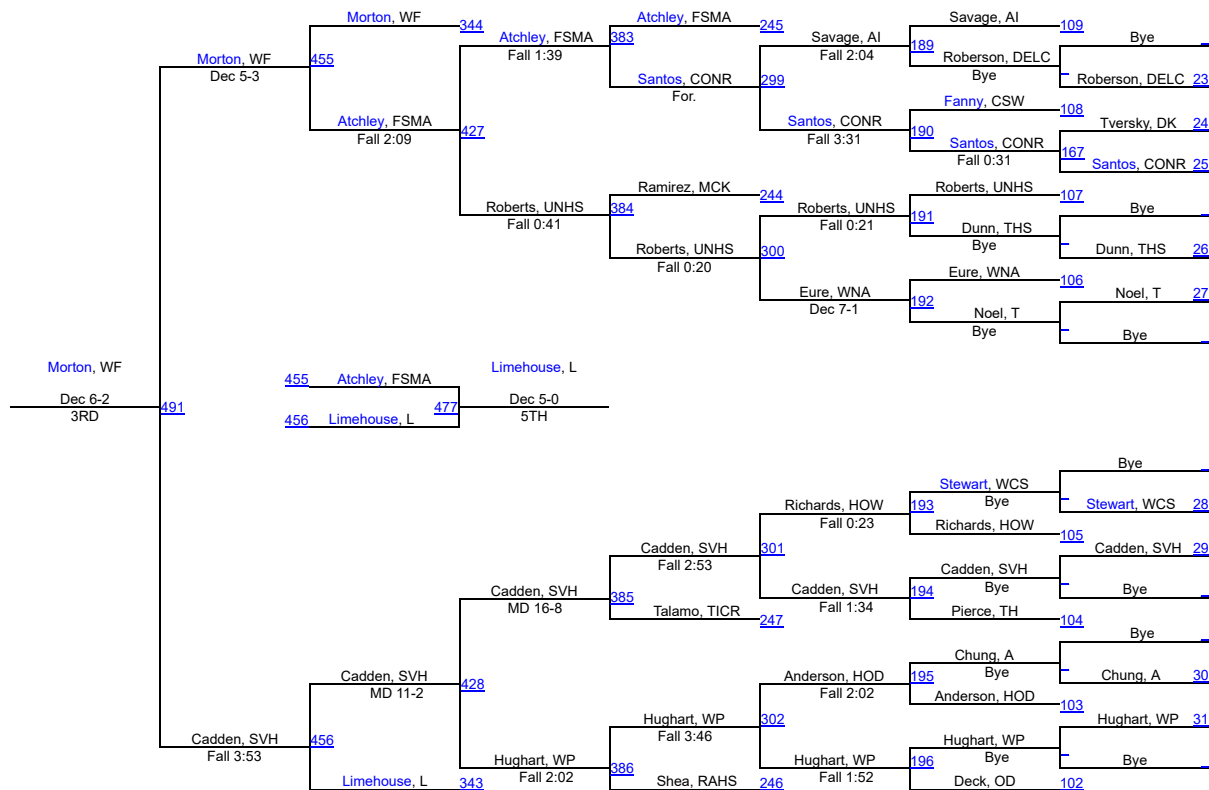 Morton, WF 344
Atchley, FSMA 245
Savage, AI 109
Atchley, FSMA 383
Fall 1:39
Savage, AI 189
Fall 2:04
Bye
Morton, WF 455
Dec 5-3
Roberson, DELC
Bye
Santos, CONR 299
For.
Roberson, DELC 23
Fanny, CSW 108
Atchley, FSMA 427
Fall 2:09
Santos, CONR 190
Fall 3:31
Tversky, DK 24
Santos, CONR 167
Fall 0:31
Santos, CONR 25
Ramirez, MCK 244
Roberts, UNHS 107
Roberts, UNHS 384
Fall 0:41
Roberts, UNHS 191
Fall 0:21
Bye
Dunn, THS
Bye
Roberts, UNHS 300
Fall 0:20
Dunn, THS 26
Eure, WNA 106
Eure, WNA 192
Dec 7-1
Noel, T 27
Noel, T
Bye
Bye
Morton, WF
Limehouse, L
455 Atchley, FSMA
Dec 6-2 491
3RD
477 Dec 5-0
5TH
456 Limehouse, L
Bye
Stewart, WCS
Bye
Richards, HOW 193
Fall 0:23
Stewart, WCS 28
Richards, HOW 105
Cadden, SVH 301
Fall 2:53
Cadden, SVH 29
Cadden, SVH
Bye
Cadden, SVH 385
MD 16-8
Cadden, SVH 194
Fall 1:34
Bye
Talamo, TICR 247
Pierce, TH 104
Bye
Chung, A
Bye
Cadden, SVH 428
MD 11-2
Anderson, HOD 195
Fall 2:02
Chung, A 30
Anderson, HOD 103
Hughart, WP 302
Fall 3:46
Hughart, WP 31
Cadden, SVH 456
Fall 3:53
Hughart, WP
Bye
Hughart, WP 386
Fall 2:02
Hughart, WP 196
Fall 1:52
Bye
Limehouse, L 343
Shea, RAHS 246
Deck, OD 102